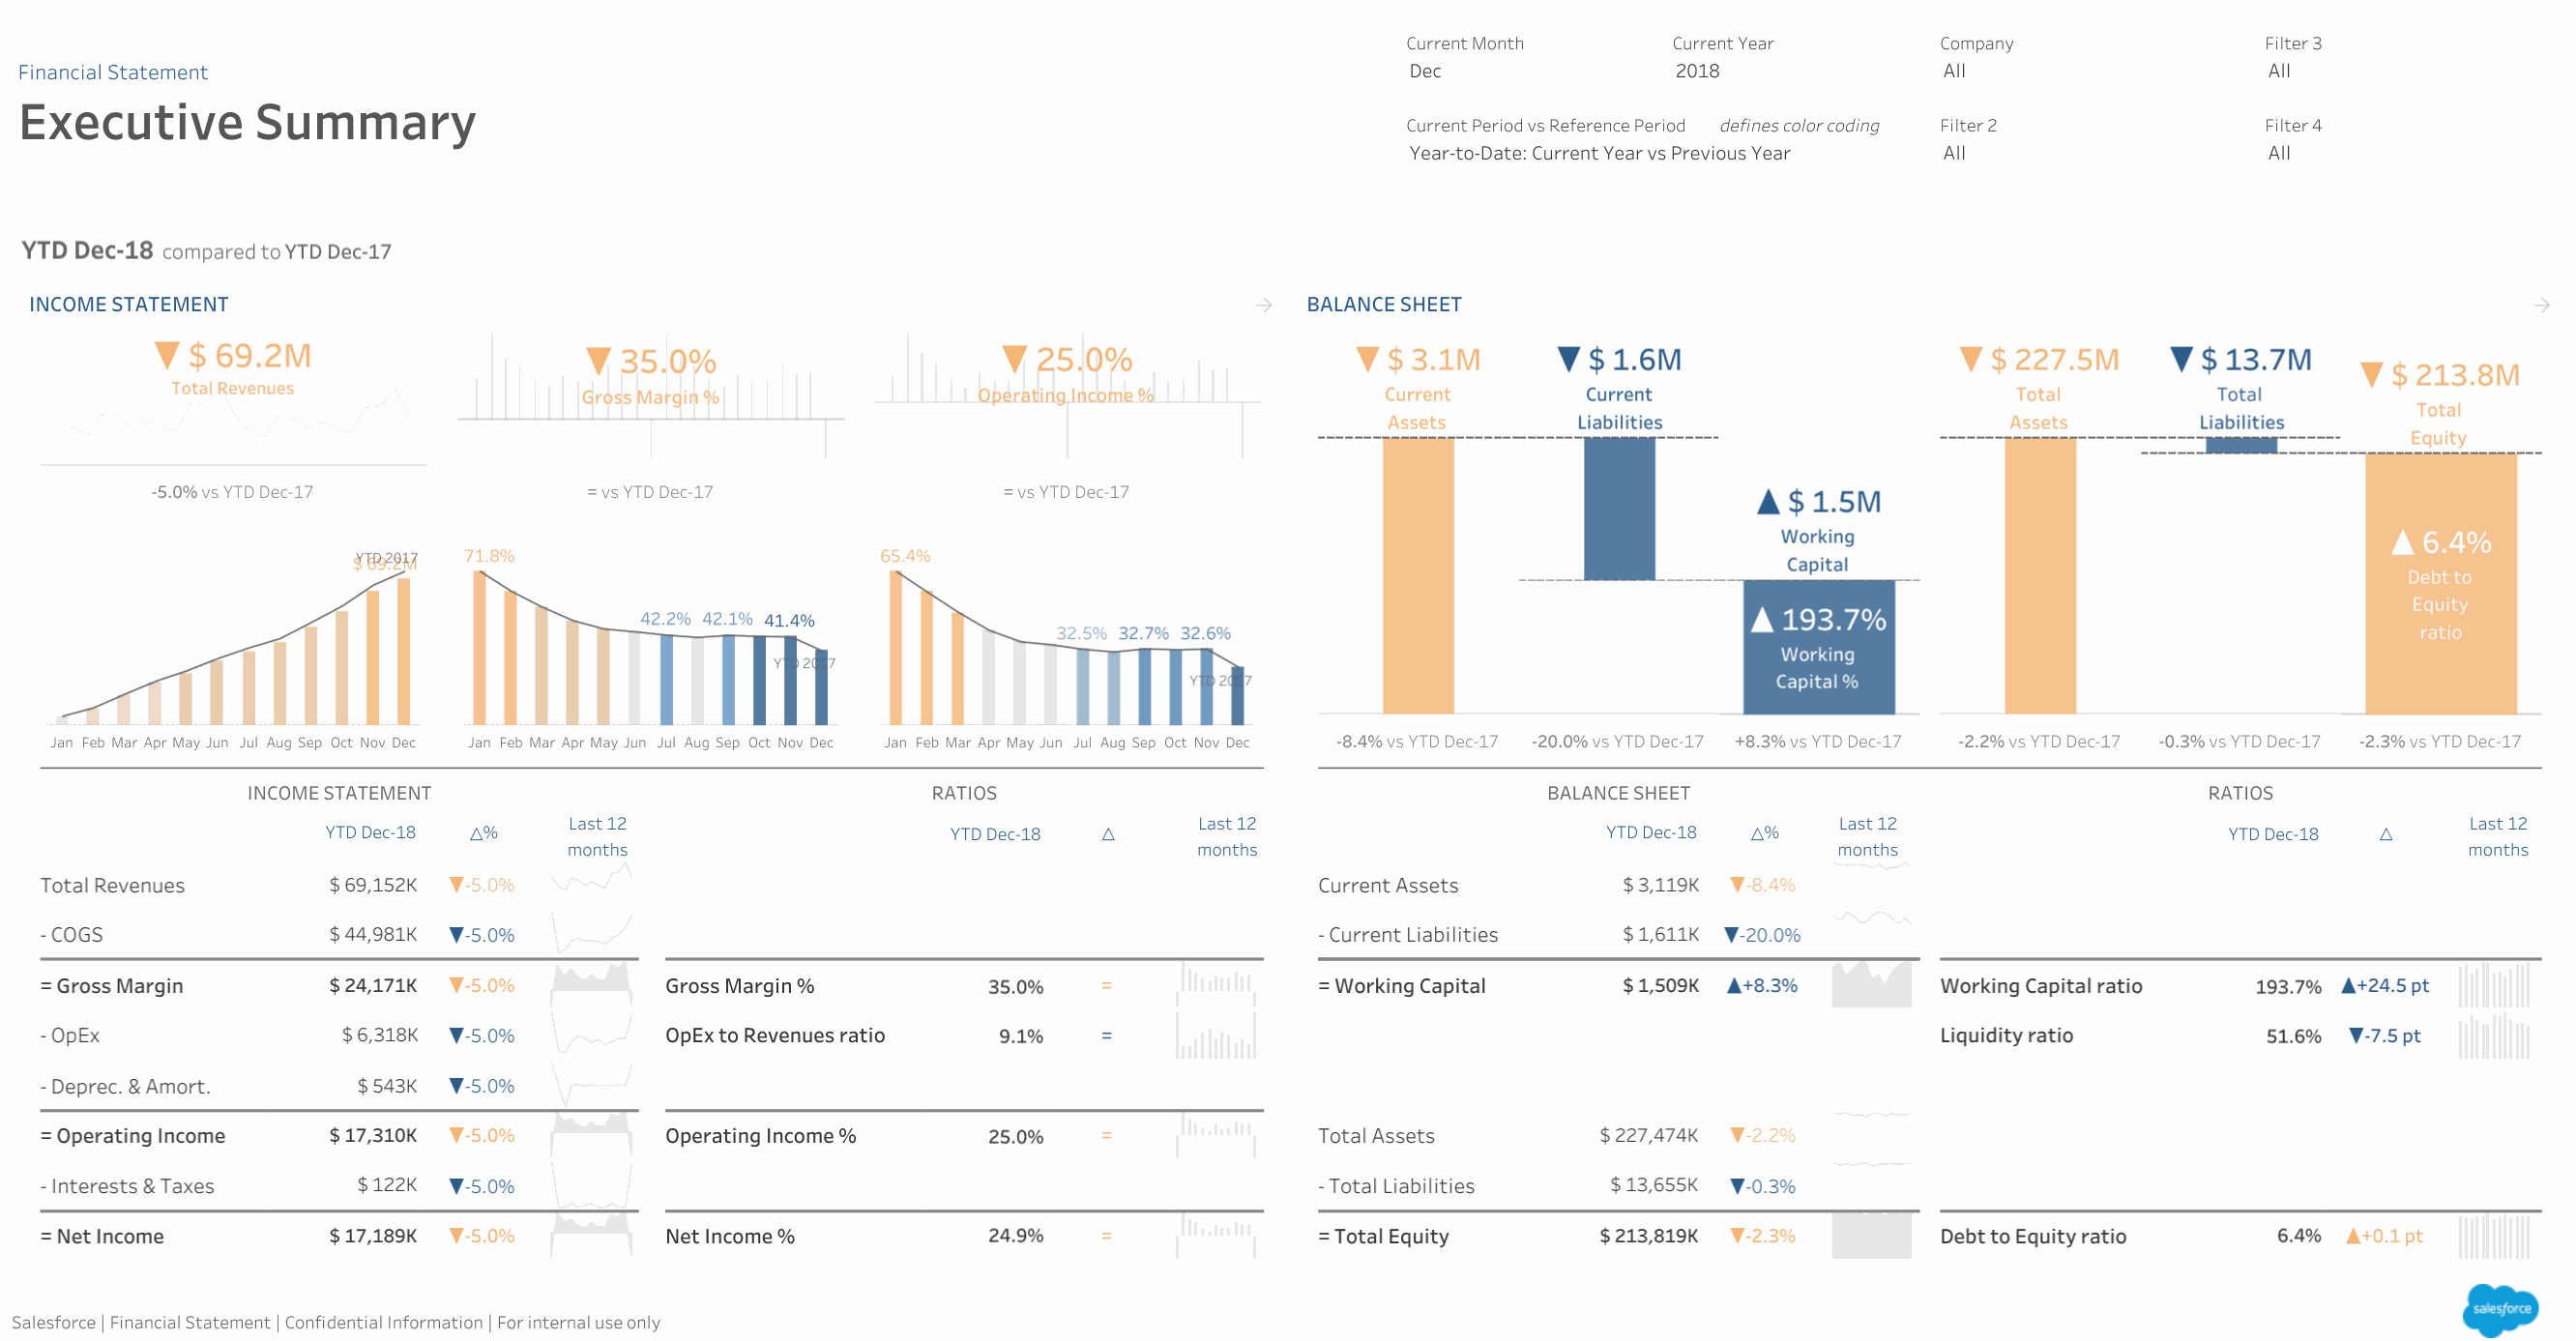 Financial Statement
Executive Summary
Current Month
Dec
Current Year
2018
Company
All
Filter 3
All
Current Period vs Reference Period defines color coding
Year-to-Date: Current Year vs Previous Year
Filter 2
All
Filter 4
All
YTD Dec-18 compared to YTD Dec-17
INCOME STATEMENT →
▼ $ 69.2M
Total Revenues
-5.0% vs YTD Dec-17
▼ 35.0%
Gross Margin %
= vs YTD Dec-17
▼ 25.0%
Operating Income %
= vs YTD Dec-17
YTD 2017
$ 69.2M
Jan Feb Mar Apr May Jun Jul Aug Sep Oct Nov Dec
71.8%
42.2% 42.1% 41.4%
YTD 2017
Jan Feb Mar Apr May Jun Jul Aug Sep Oct Nov Dec
65.4%
32.5% 32.7% 32.6%
YTD 2017
Jan Feb Mar Apr May Jun Jul Aug Sep Oct Nov Dec
BALANCE SHEET →
▼ $ 3.1M
Current
Assets
-8.4% vs YTD Dec-17
▼ $ 1.6M
Current
Liabilities
-20.0% vs YTD Dec-17
▲ $ 1.5M
Working
Capital
▲ 193.7%
Working
Capital %
+8.3% vs YTD Dec-17
▼ $ 227.5M
Total
Assets
-2.2% vs YTD Dec-17
▼ $ 13.7M
Total
Liabilities
-0.3% vs YTD Dec-17
▼ $ 213.8M
Total
Equity
▲ 6.4%
Debt to
Equity
ratio
-2.3% vs YTD Dec-17
INCOME STATEMENT
YTD Dec-18 △% Last 12
months
Total Revenues $ 69,152K ▼-5.0%
- COGS $ 44,981K ▼-5.0%
= Gross Margin $ 24,171K ▼-5.0%
- OpEx $ 6,318K ▼-5.0%
- Deprec. & Amort. $ 543K ▼-5.0%
= Operating Income $ 17,310K ▼-5.0%
- Interests & Taxes $ 122K ▼-5.0%
= Net Income $ 17,189K ▼-5.0%
RATIOS
YTD Dec-18 △ Last 12
months
Gross Margin % 35.0% =
OpEx to Revenues ratio 9.1% =
Operating Income % 25.0% =
Net Income % 24.9% =
BALANCE SHEET
YTD Dec-18 △% Last 12
months
Current Assets $ 3,119K ▼-8.4%
- Current Liabilities $ 1,611K ▼-20.0%
= Working Capital $ 1,509K ▲+8.3%
Total Assets $ 227,474K ▼-2.2%
- Total Liabilities $ 13,655K ▼-0.3%
= Total Equity $ 213,819K ▼-2.3%
RATIOS
YTD Dec-18 △ Last 12
months
Working Capital ratio 193.7% ▲+24.5 pt
Liquidity ratio 51.6% ▼-7.5 pt
Debt to Equity ratio 6.4% ▲+0.1 pt
Salesforce | Financial Statement | Confidential Information | For internal use only
salesforce